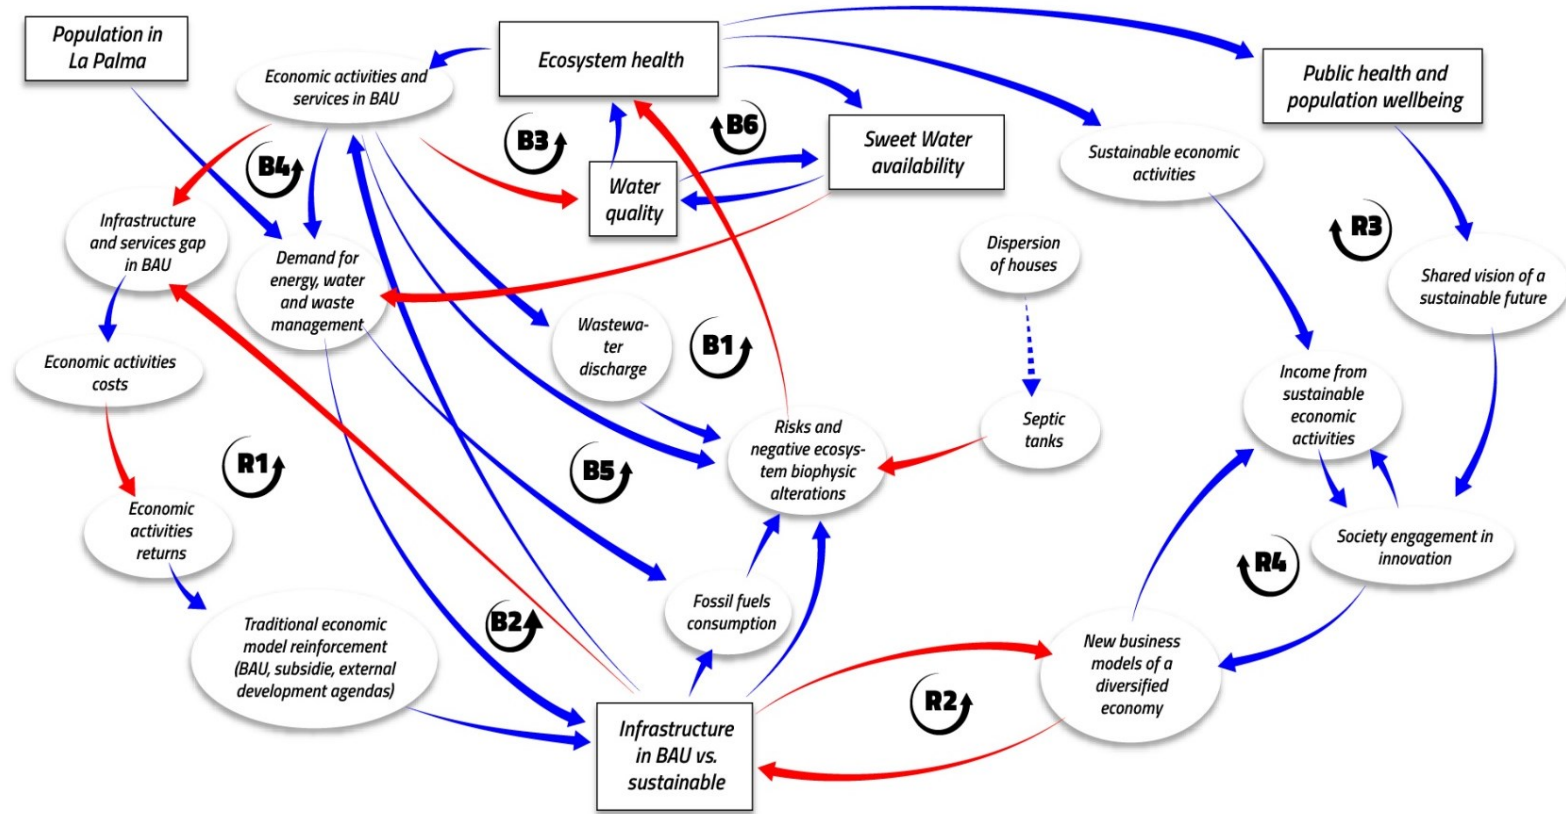 Population in
La Palma
Economic activities and
services in BAU
Ecosystem health
Public health and
population wellbeing
B4
B3
B6
Sweet Water
availability
Sustainable economic
activities
Water
quality
Infrastructure
and services gap
in BAU
Demand for
energy, water
and waste
management
Dispersion
of houses
R3
Shared vision of a
sustainable future
Wastewa-
ter
discharge
B1
Economic activities
costs
Income from
sustainable
economic
activities
Septic
tanks
Risks and
negative ecosys-
tem biophysic
alterations
R1
B5
Economic
activities
returns
Society engagement in
innovation
R4
Fossil fuels
consumption
B2
Traditional economic
model reinforcement
(BAU, subsidie, external
development agendas)
New business
models of a
diversified
economy
R2
Infrastructure
in BAU vs.
sustainable